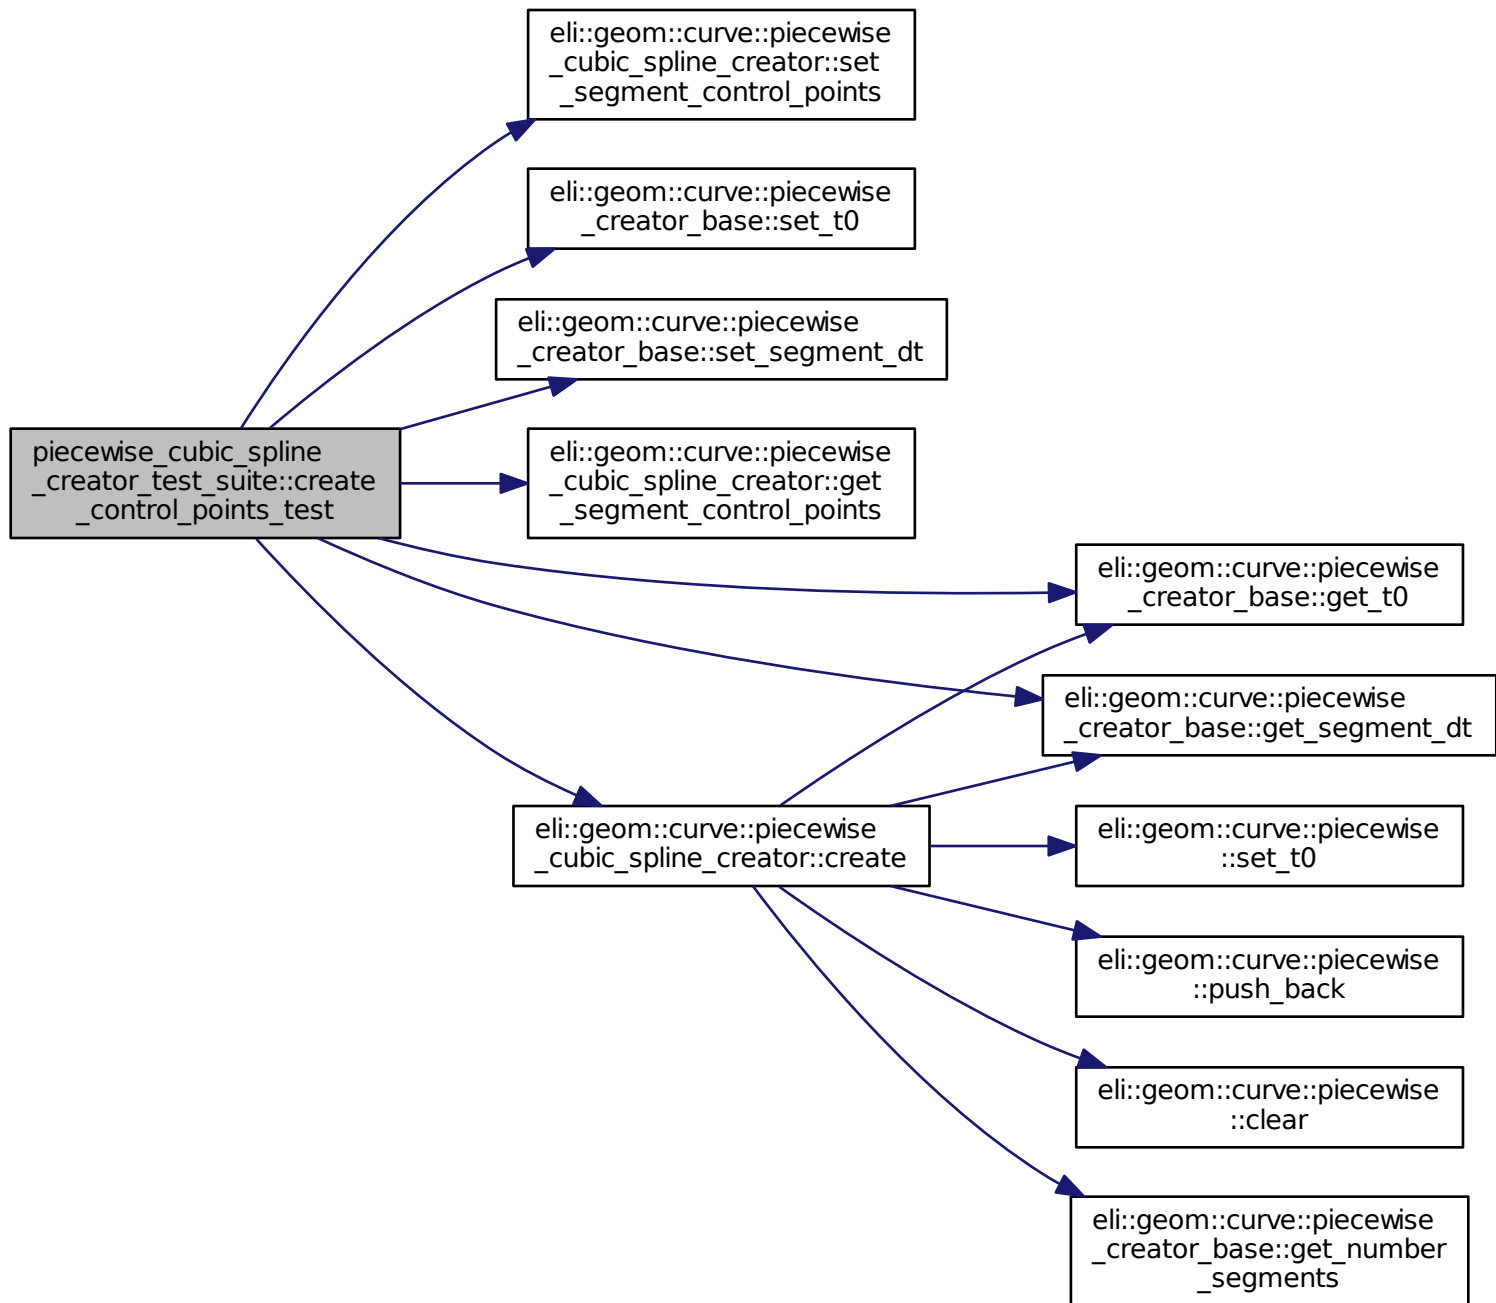 eli::geom::curve::piecewise
_cubic_spline_creator::set
_segment_control_points
eli::geom::curve::piecewise
_creator_base::set_t0
eli::geom::curve::piecewise
_creator_base::set_segment_dt
piecewise_cubic_spline
_creator_test_suite::create
_control_points_test
eli::geom::curve::piecewise
_cubic_spline_creator::get
_segment_control_points
eli::geom::curve::piecewise
_creator_base::get_t0
eli::geom::curve::piecewise
_creator_base::get_segment_dt
eli::geom::curve::piecewise
_cubic_spline_creator::create
eli::geom::curve::piecewise
::set_t0
eli::geom::curve::piecewise
::push_back
eli::geom::curve::piecewise
::clear
eli::geom::curve::piecewise
_creator_base::get_number
_segments